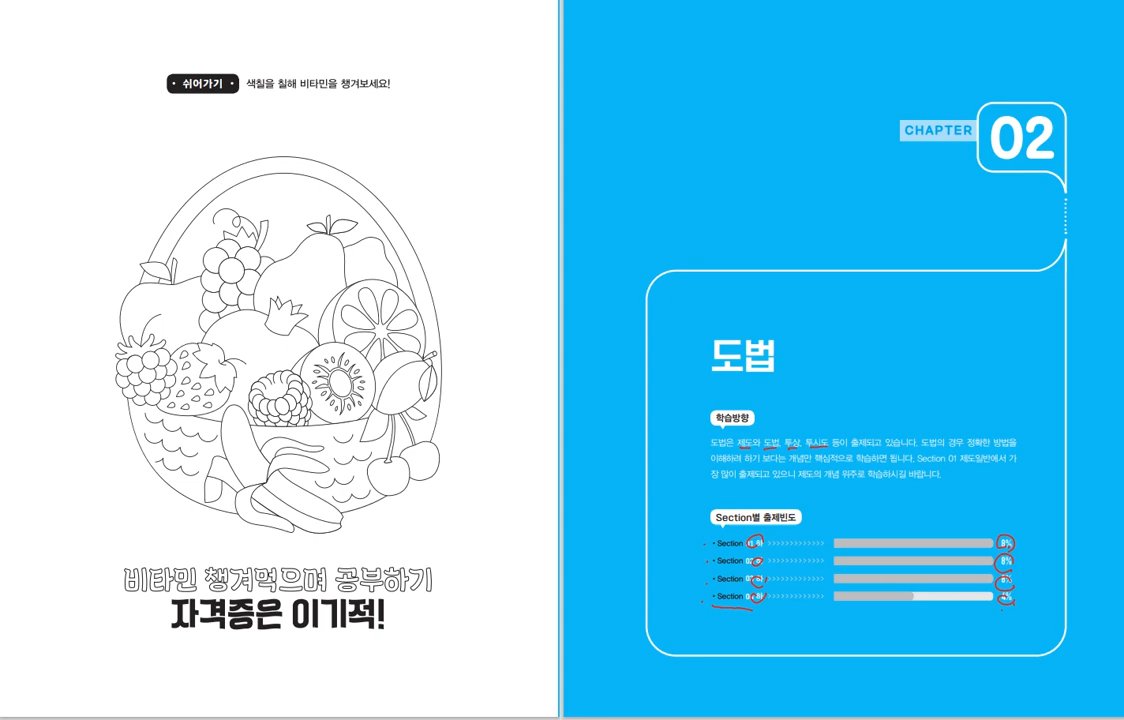 쉬어가기 색칠을 칠해 비타민을 챙겨보세요!
비타민 챙겨먹으며 공부하기
자격증은 이기적!
CHAPTER 02
도법
학습방향
도법은 제도와 도법, 투상, 투시도 등이 출제되고 있습니다. 도법의 경우 정확한 방법을
이해하려 하기 보다는 개념만 핵심적으로 학습하면 됩니다. Section 01 제도일반에서 가
장 많이 출제되고 있으니 제도의 개념 위주로 학습하시길 바랍니다.
Section별 출제빈도
• Section 8%
• Section 02 8%
• Section
• Section 4%